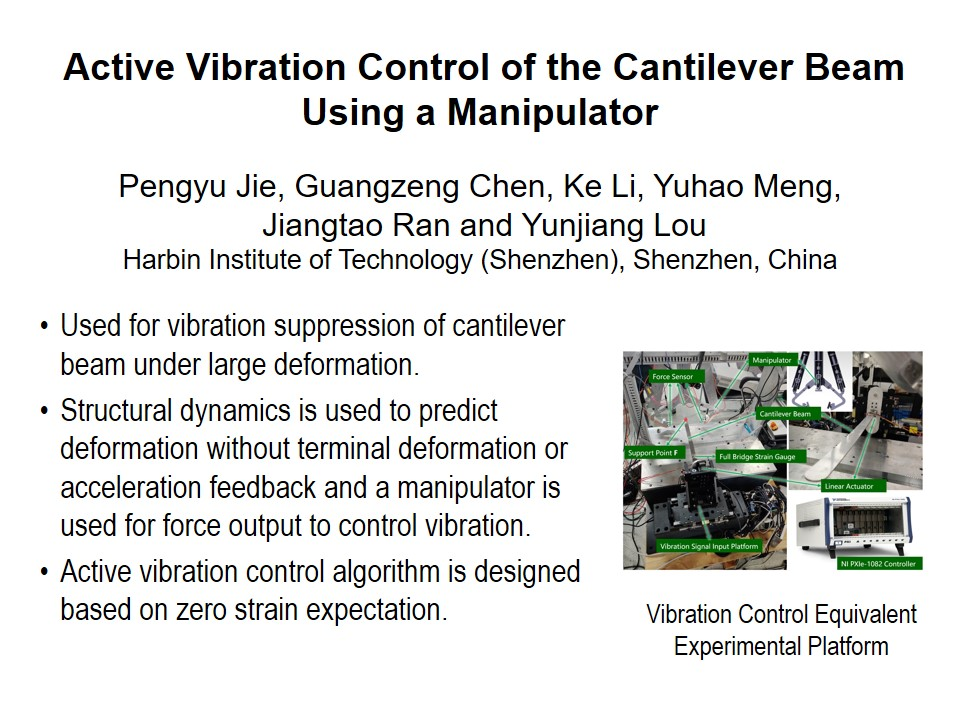 Active Vibration Control of the Cantilever Beam
Using a Manipulator
Pengyu Jie, Guangzeng Chen, Ke Li, Yuhao Meng,
Jiangtao Ran and Yunjiang Lou
Harbin Institute of Technology (Shenzhen), Shenzhen, China
• Used for vibration suppression of cantilever
beam under large deformation.
• Structural dynamics is used to predict
deformation without terminal deformation or
acceleration feedback and a manipulator is
used for force output to control vibration.
• Active vibration control algorithm is designed
based on zero strain expectation.
Manipulator
Force Sensor
Cantilever Beam
Support Point F
Full Bridge Strain Gauge
Linear Actuator
Vibration Signal Input Platform
NI PXIe-1082 Controller
Vibration Control Equivalent
Experimental Platform